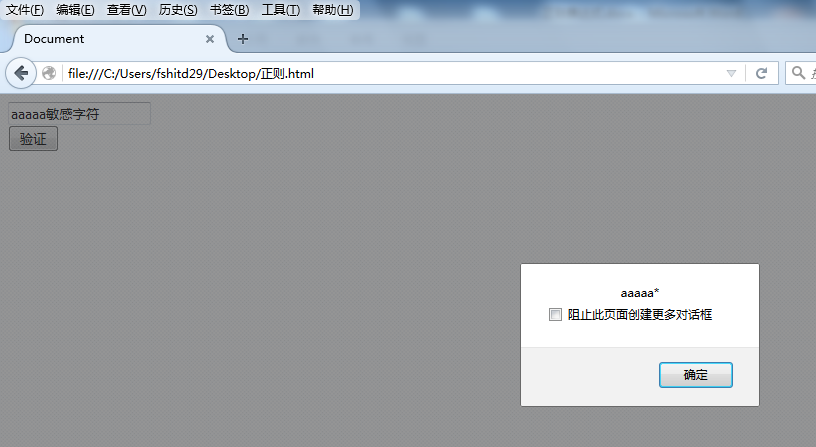 文件(F) 编辑(E) 查看(V) 历史(S) 书签(B) 工具(T) 帮助(H)
Document
file:///C:/Users/fshitd29/Desktop/正则.html
aaaaa敏感字符
验证
aaaaa*
阻止此页面创建更多对话框
确定